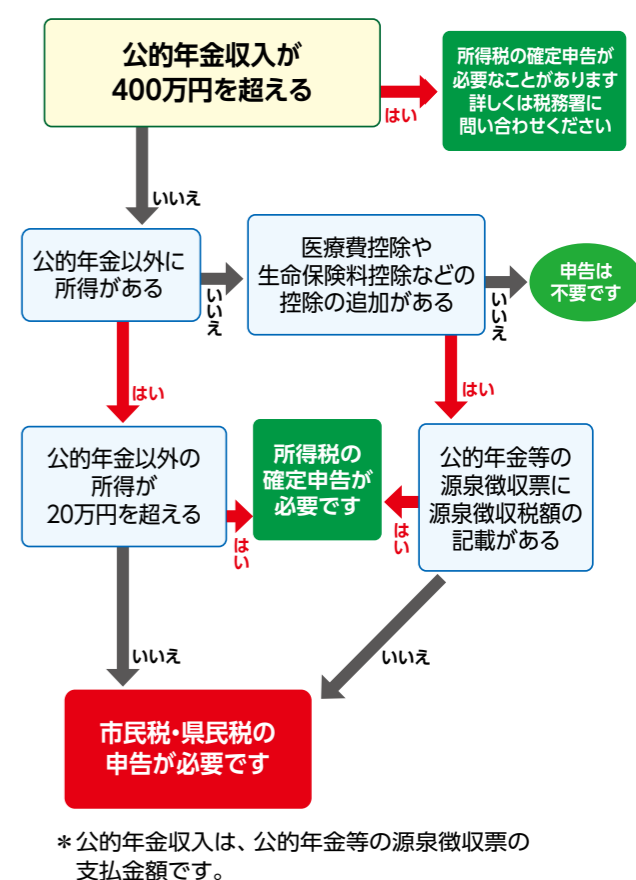 公的年金収入が
400万円を超える
はい
所得税の確定申告が
必要なことがあります
詳しくは税務署に
問い合わせください
いいえ
公的年金以外に
所得がある
いいえ
医療費控除や
生命保険料控除などの
控除の追加がある
いいえ
申告は
不要です
はい
はい
公的年金以外の
所得が
20万円を超える
はい
所得税の
確定申告が
必要です
はい
公的年金等の
源泉徴収票に
源泉徴収税額の
記載がある
いいえ
いいえ
市民税・県民税の
申告が必要です
＊公的年金収入は、公的年金等の源泉徴収票の
支払金額です。